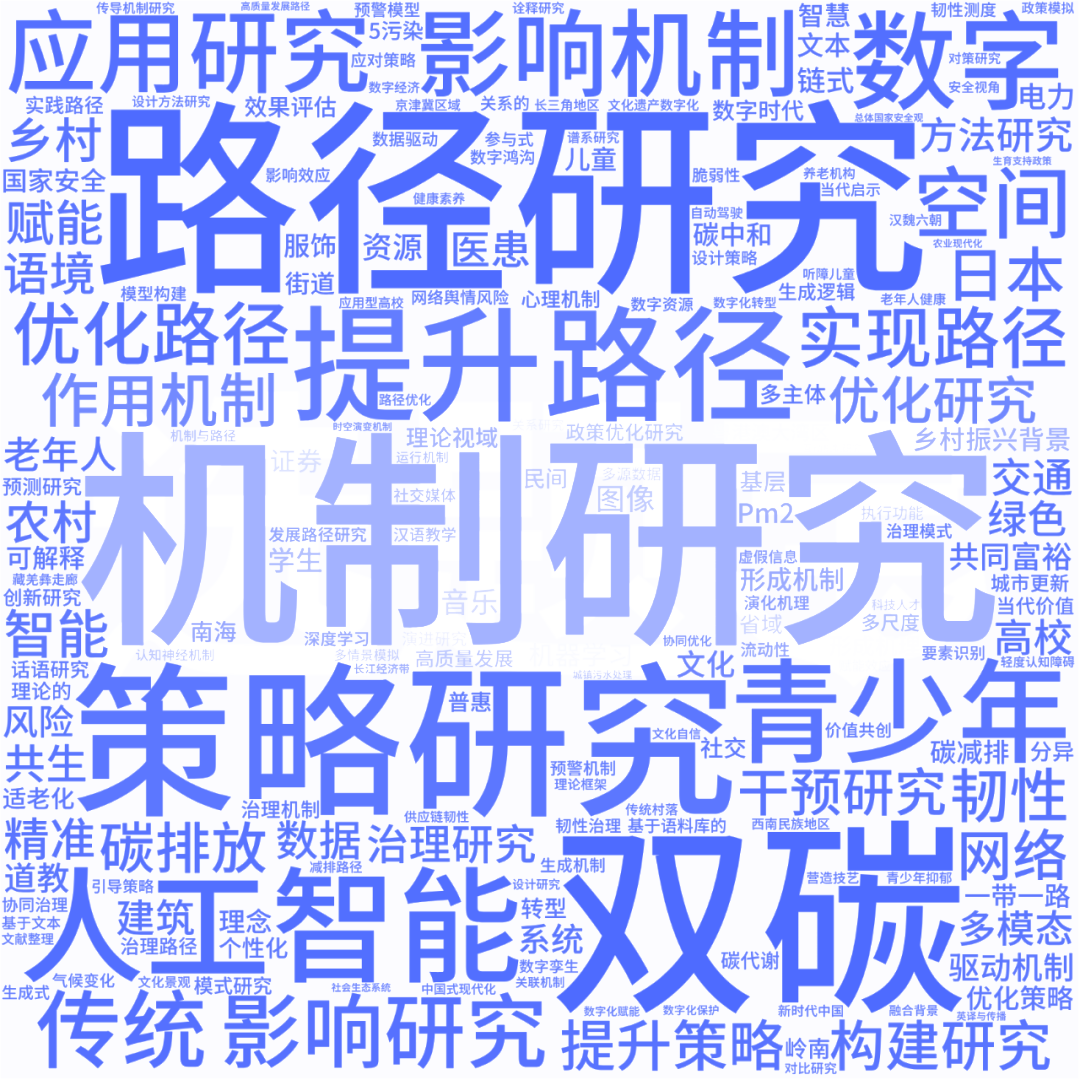 传导机制研究
高质量发展路径
预警模型
诠释研究
智慧
韧性测度
政策模拟
应用研究
5污染
影响机制
文本
数字
应对策略
链式
对策研究
数字经济
安全视角
电力
实践路径
设计方法研究
效果评估
京津冀区域
关系的
长三角地区
文化遗产数字化
数字时代
总体国家安全观
乡村
路径研究
数据驱动
参与式
谱系研究
方法研究
数字鸿沟
儿童
生育支持政策
国家安全
影响效应
脆弱性
养老机构
当代启示
空间
赋能
健康素养
自动驾驶
汉魏六朝
服饰
资源
医患
碳中和
农业现代化
语境
设计策略
日本
街道
听障儿童
模型构建
应用型高校
网络舆情风险
心理机制
数字资源
数字化转型
生成逻辑
老年人健康
优化路径
提升路径
实现路径
作用机制
路径优化
多主体
优化研究
时空演变机制
机制与路径
理论视域
政策优化研究
乡村振兴背景
老年人
证券
运行机制
机制研究
民间
多源数据
基层
交通
预测研究
社交媒体
图像
Pm2
执行功能
绿色
农村
发展路径研究
汉语教学
治理模式
可解释
学生
虚假信息
共同富裕
藏羌彝走廊
形成机制
城市更新
创新研究
音乐
演化机理
科技人才
当代价值
智能
南海
深度学习
演进研究
省域
多尺度
高校
认知神经机制
多情景模拟
高质量发展
协同优化
流动性
要素识别
轻度认知障碍
话语研究
长江经济带
城镇污水处理
文化
理论的
策略研究
青少年
风险
普惠
价值共创
文化自信
社交
碳减排
分异
共生
预警机制
理论框架
干预研究
韧性
适老化
治理机制
供应链韧性
传统村落
精准
碳排放
数据
治理研究
韧性治理
基于语料库的
西南民族地区
网络
双碳
道教
减排路径
生成机制
引导策略
人工智能
设计研究
营造技艺
青少年抑郁
一带一路
协同治理
建筑
理念
转型
多模态
基于文本
文献整理
治理路径
个性化
系统
碳代谢
驱动机制
气候变化
文化景观
模式研究
数字孪生
关联机制
生成式
社会生态系统
中国式现代化
优化策略
传统
影响研究
数字化赋能
数字化保护
新时代中国
融合背景
英译与传播
提升策略
岭南
构建研究
对比研究